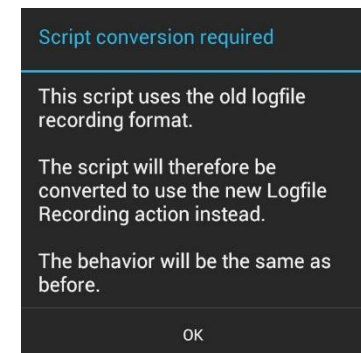 Script conversion required
This script uses the old logfile
recording format.
The script will therefore be
converted to use the new Logfile
Recording action instead.
The behavior will be the same as
before.
OK